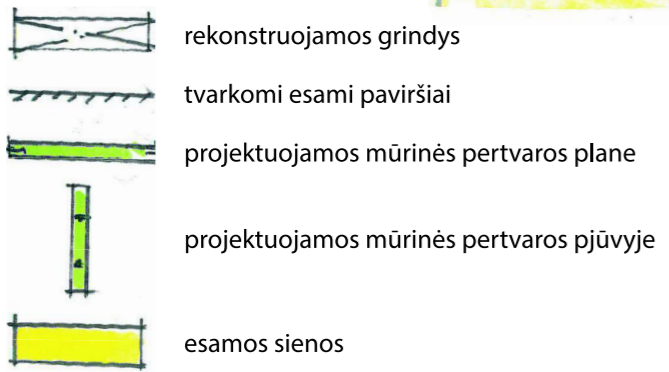 rekonstruojamos grindys
tvarkomi esami paviršiai
projektuojamos mūrinės pertvaros plane
projektuojamos mūrinės pertvaros pjūvyje
esamos sienos